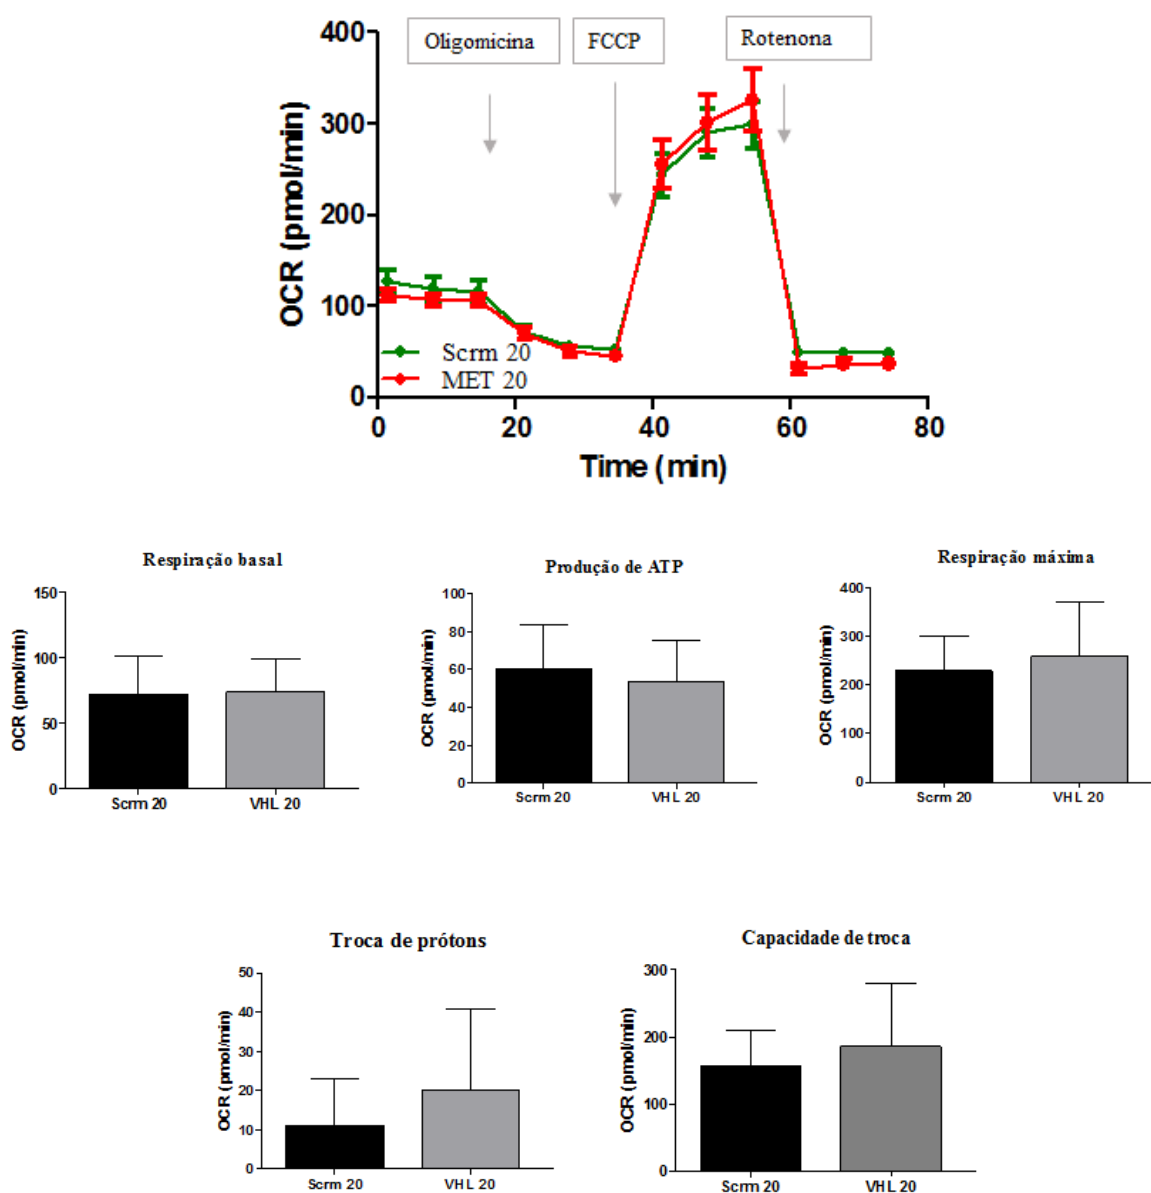 Oligomicina
FCCP
Rotenona
400
300
200
100
0
OCR (pmol/min)
Scrm 20
MET 20
0 20 40 60 80
Time (min)
Respiração basal
150
100
50
0
OCR (pmol/min)
Scrm 20 VHL 20
Produção de ATP
100
80
60
40
20
0
OCR (pmol/min)
Scrm 20 VHL 20
Respiração máxima
400
300
200
100
0
OCR (pmol/min)
Scrm 20 VHL 20
Troca de prótons
50
40
30
20
10
0
OCR (pmol/min)
Scrm 20 VHL 20
Capacidade de troca
300
200
100
0
OCR (pmol/min)
Scrm 20 VHL 20